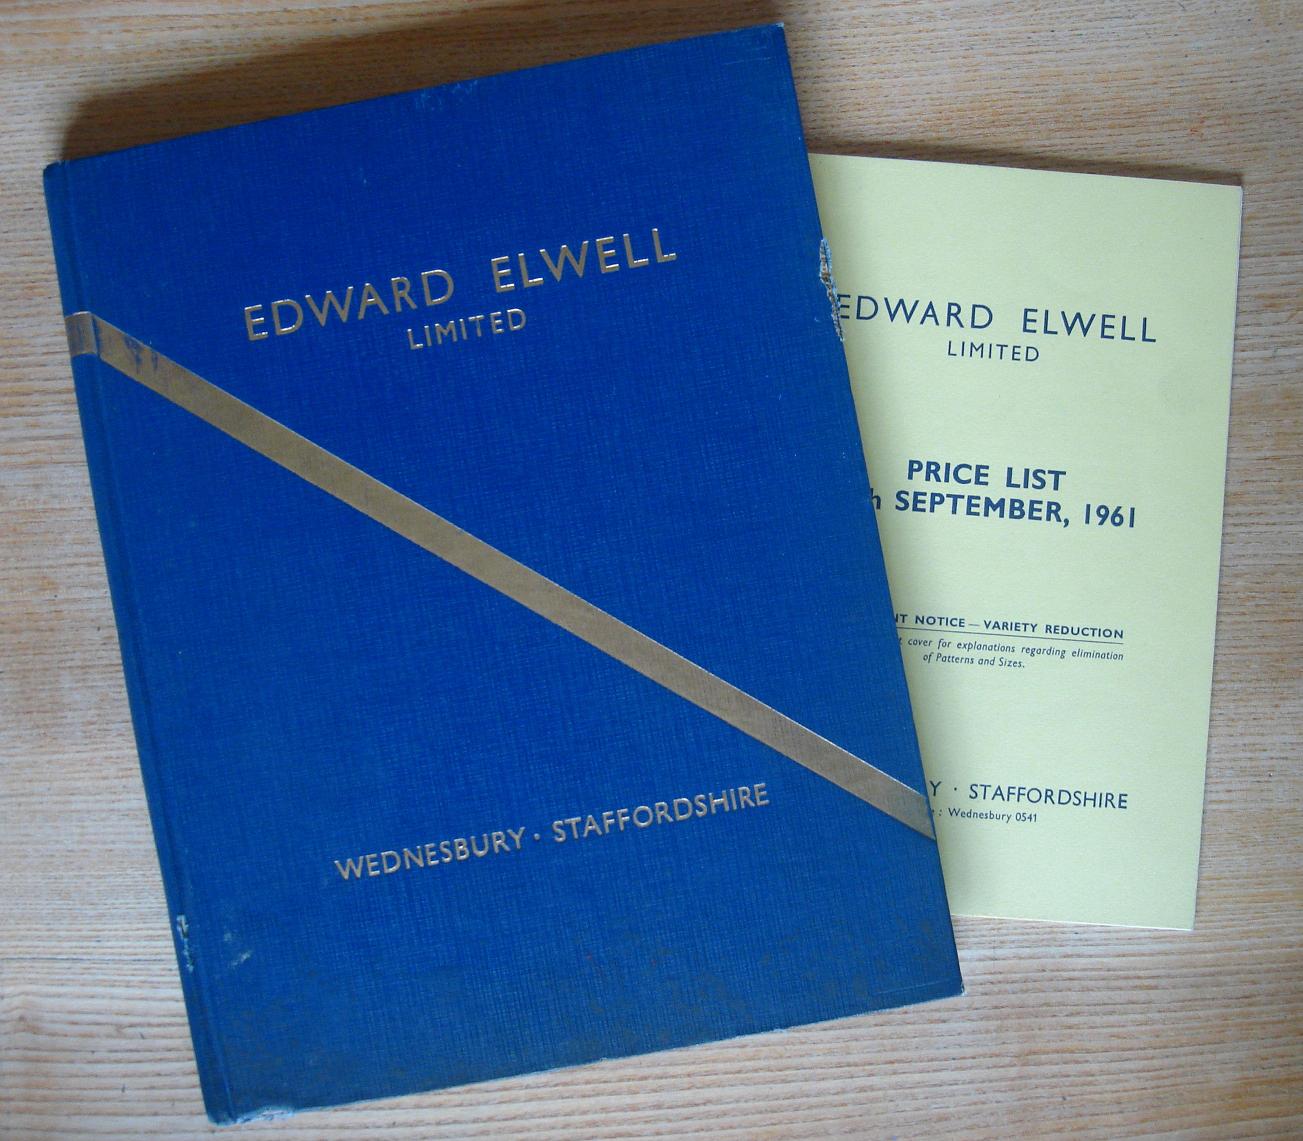 EDWARD ELWELL
LIMITED
WEDNESBURY · STAFFORDSHIRE
EDWARD ELWELL
LIMITED
PRICE LIST
SEPTEMBER, 1961
NOTICE — VARIETY REDUCTION
cover for explanations regarding elimination
of Patterns and Sizes.
· STAFFORDSHIRE
: Wednesbury 0541